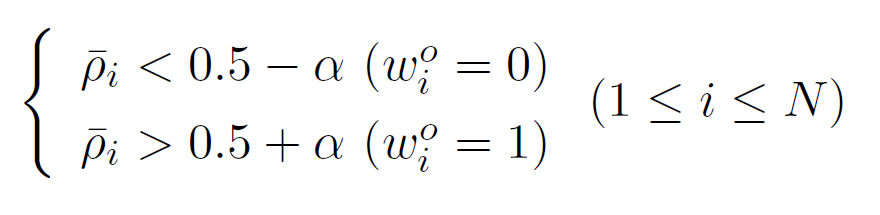 ρ̄ᵢ < 0.5 − α (wᵢᵒ = 0)
ρ̄ᵢ > 0.5 + α (wᵢᵒ = 1)
(1 ≤ i ≤ N)